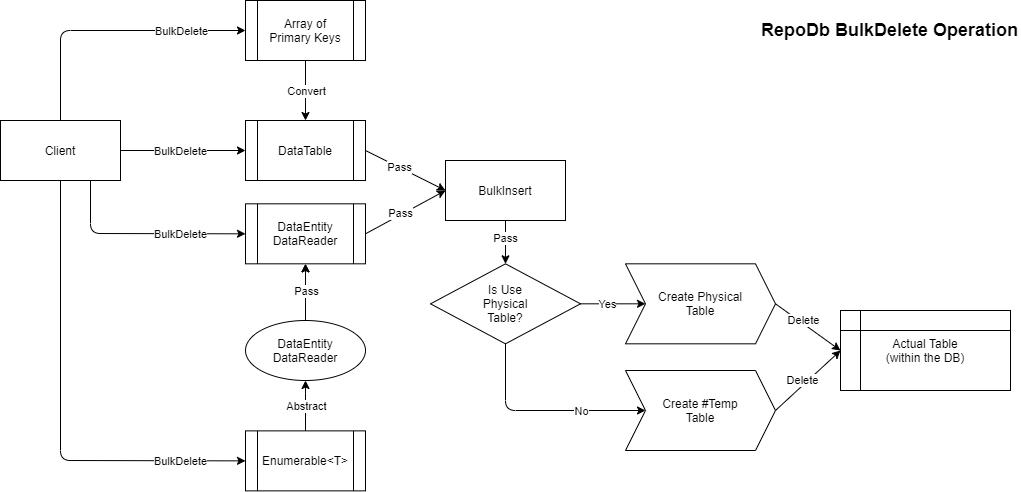 RepoDb BulkDelete Operation
Array of
Primary Keys
BulkDelete
Convert
Client
BulkDelete
DataTable
Pass
BulkInsert
Pass
BulkDelete
DataEntity
DataReader
Pass
Pass
Is Use
Physical
Table?
Yes
Create Physical
Table
Delete
Actual Table
(within the DB)
DataEntity
DataReader
Delete
No
Create #Temp
Table
Abstract
BulkDelete
Enumerable<T>